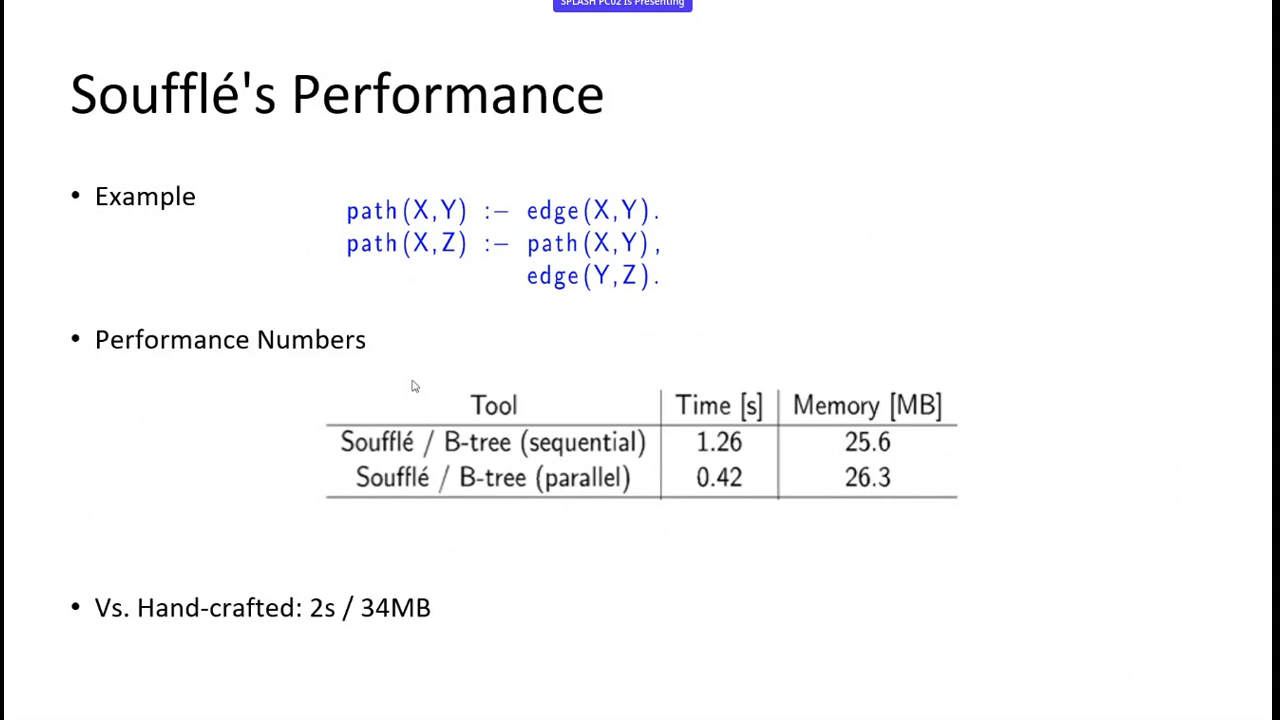 SPLASH PC02 is Presenting
Soufflé's Performance
• Example
path(X,Y) :- edge(X,Y).
path(X,Z) :- path(X,Y),
edge(Y,Z).
• Performance Numbers
Tool Time [s] Memory [MB]
Soufflé / B-tree (sequential) 1.26 25.6
Soufflé / B-tree (parallel) 0.42 26.3
• Vs. Hand-crafted: 2s / 34MB